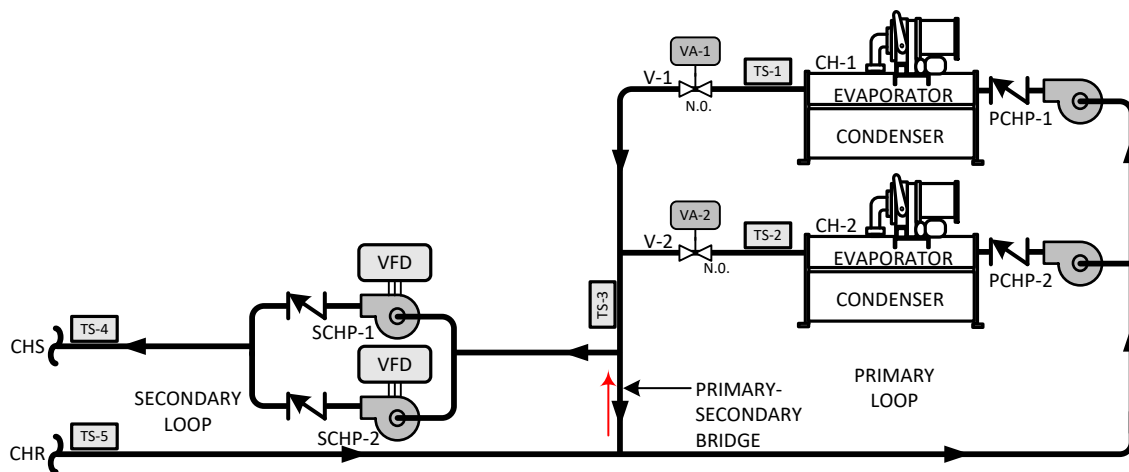 VA-1
V-1
N.O.
TS-1
CH-1
EVAPORATOR
CONDENSER
PCHP-1
VA-2
V-2
N.O.
TS-2
CH-2
EVAPORATOR
CONDENSER
PCHP-2
TS-3
VFD
SCHP-1
VFD
SCHP-2
CHS
TS-4
SECONDARY
LOOP
CHR
TS-5
PRIMARY-
SECONDARY
BRIDGE
PRIMARY
LOOP